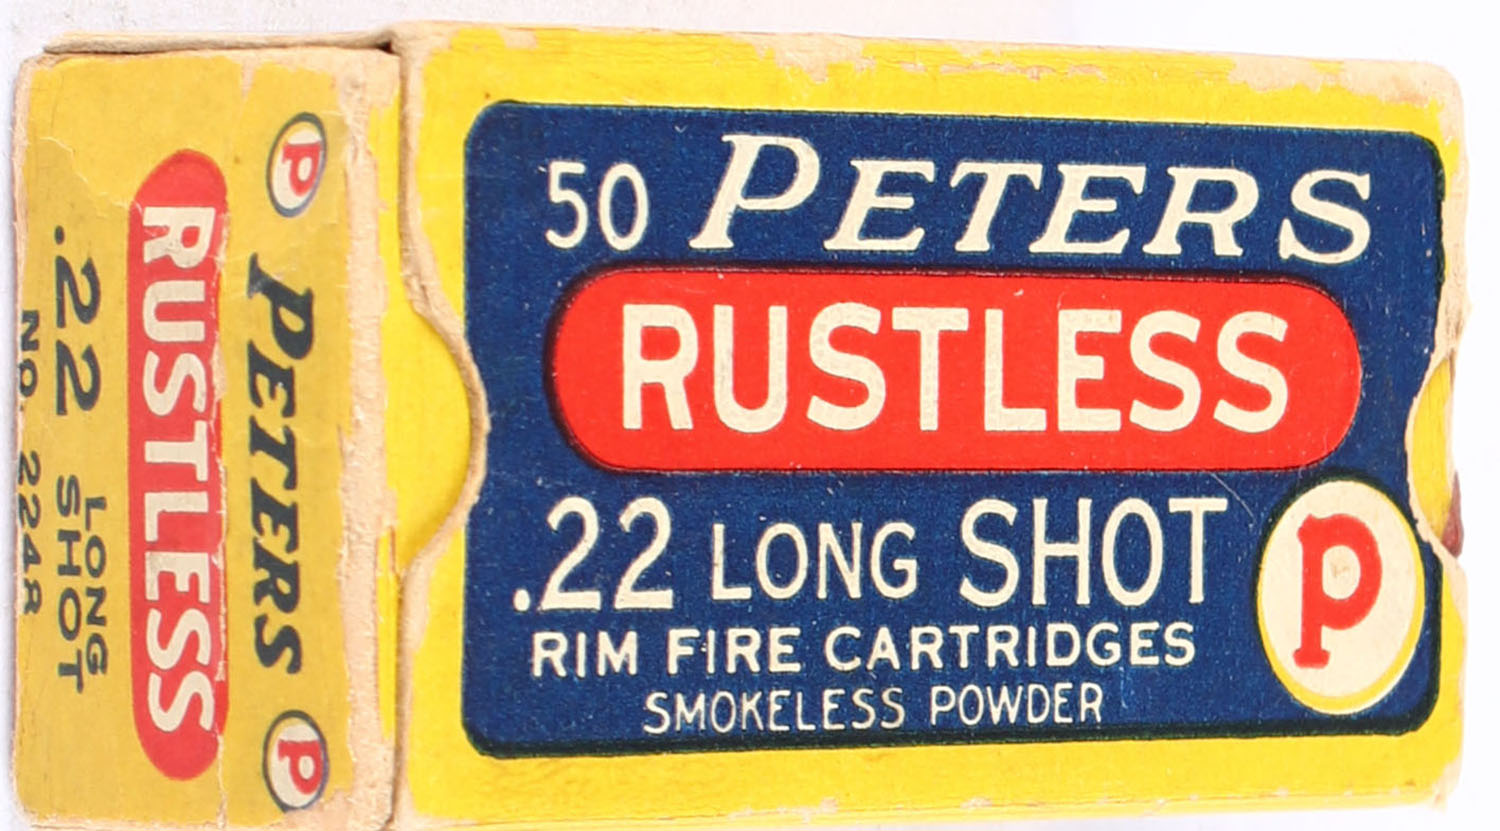 50 PETERS
RUSTLESS
.22 LONG SHOT
RIM FIRE CARTRIDGES
SMOKELESS POWDER
P
P PETERS P
RUSTLESS
.22 LONG SHOT
NO. 224R